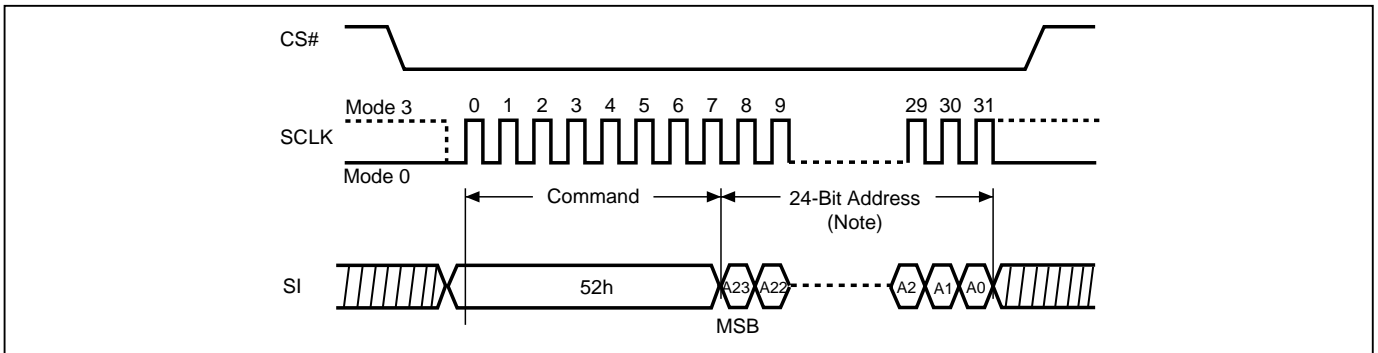 CS#
Mode 3
0 1 2 3 4 5 6 7 8 9 29 30 31
SCLK
Mode 0
Command
24-Bit Address
(Note)
SI
52h
A23 A22 A2 A1 A0
MSB